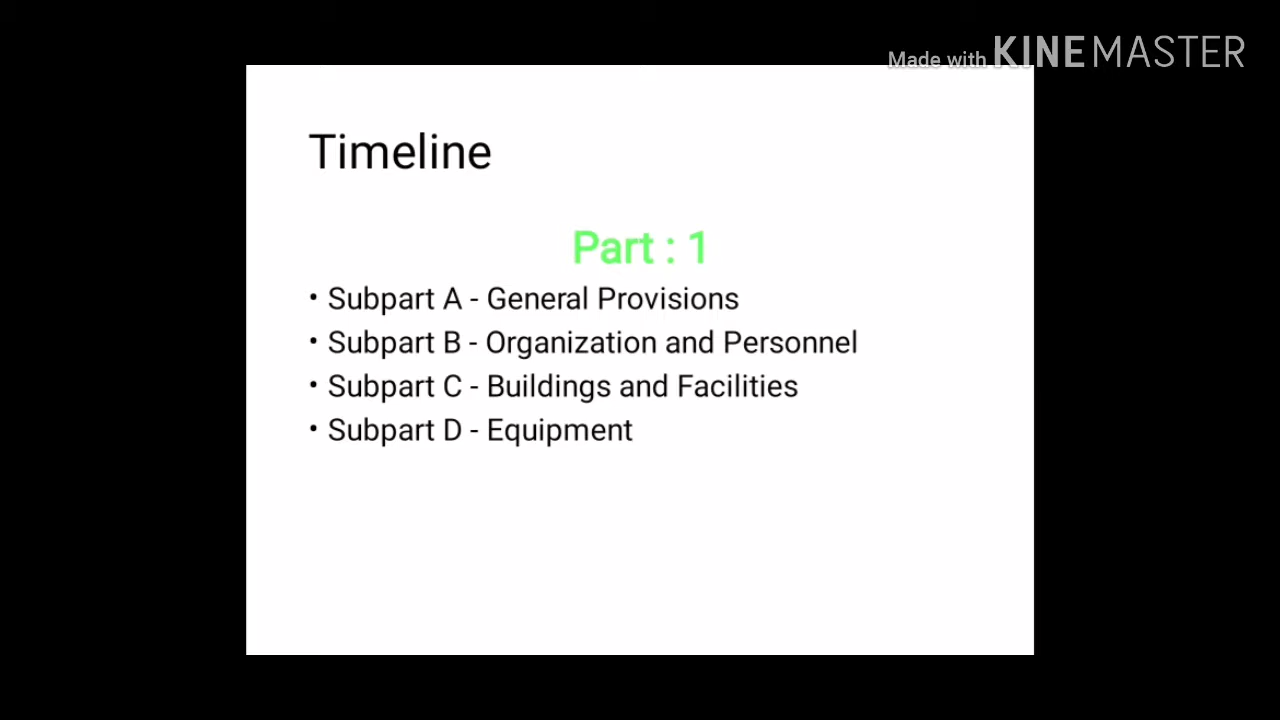 Made with KINEMASTER
Timeline
Part : 1
• Subpart A - General Provisions
• Subpart B - Organization and Personnel
• Subpart C - Buildings and Facilities
• Subpart D - Equipment